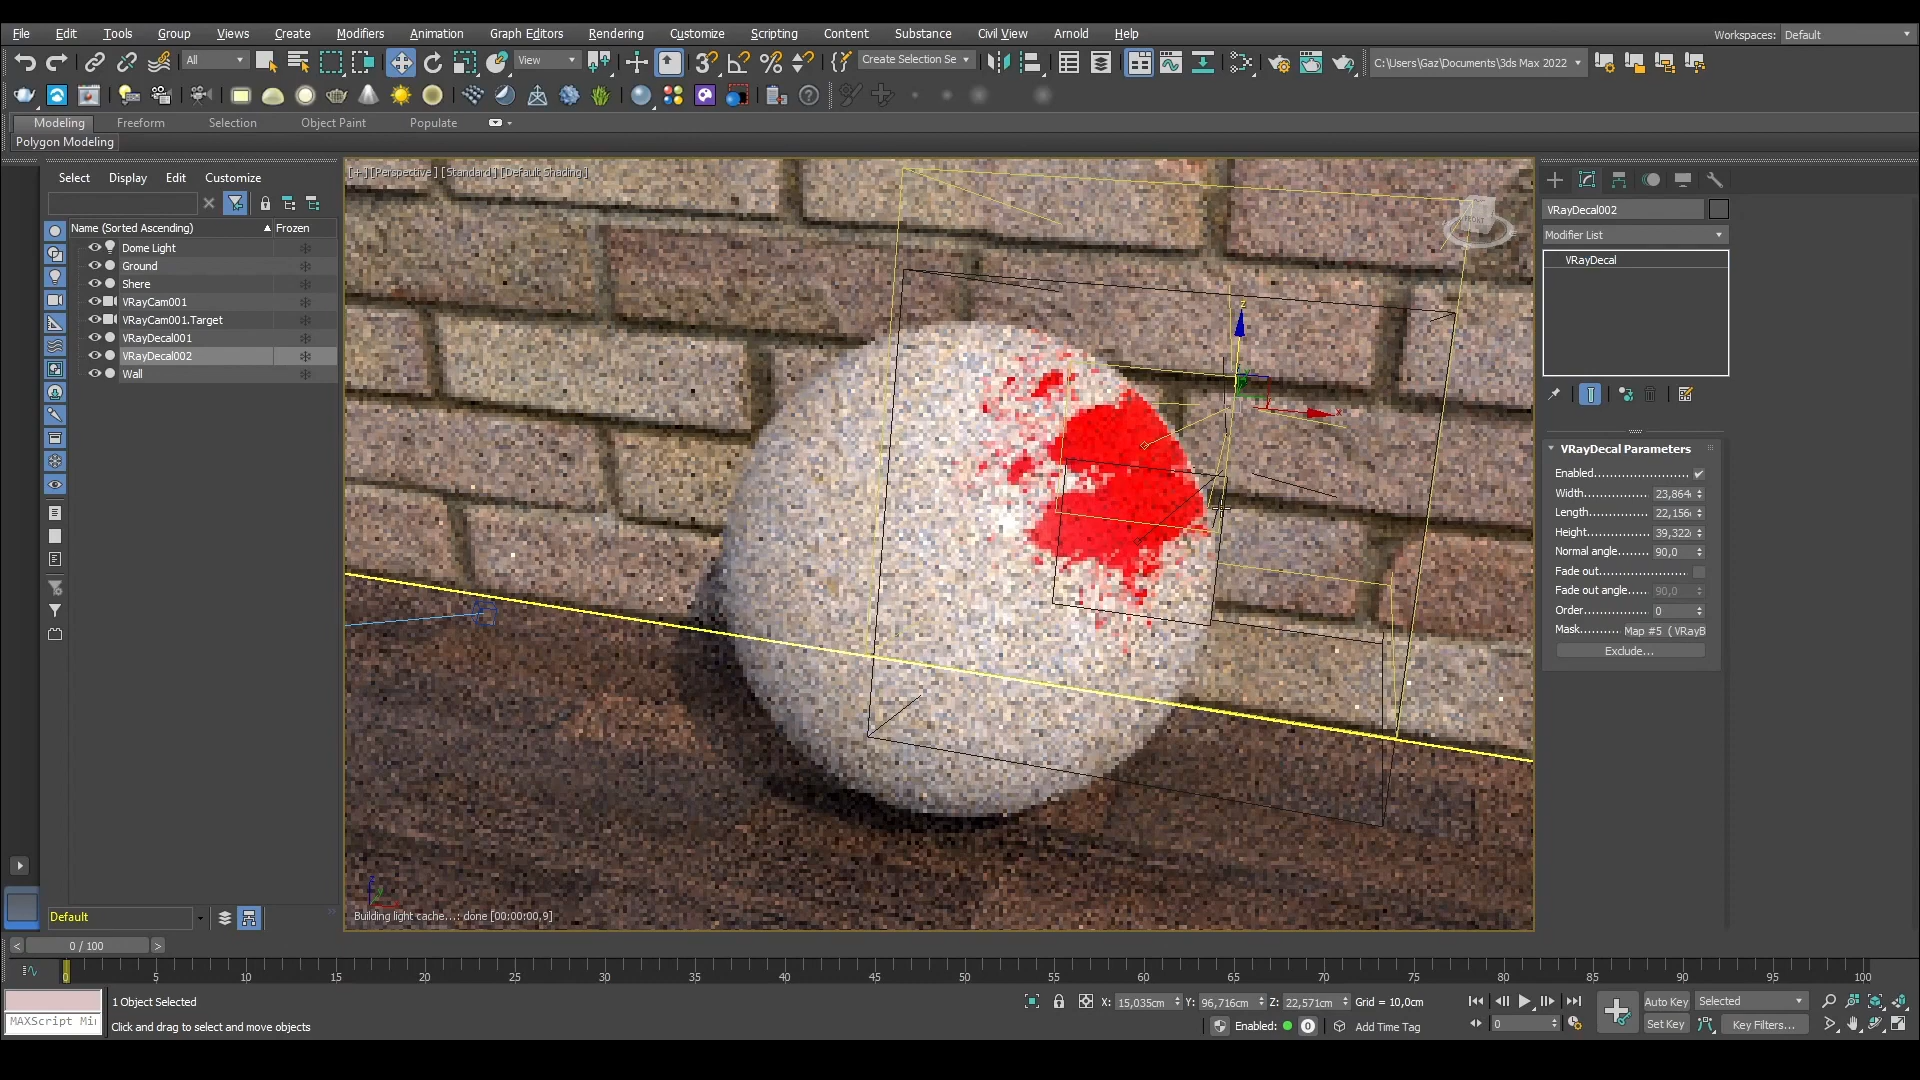 File Edit Tools Group Views Create Modifiers Animation Graph Editors Rendering Customize Scripting Content Substance Civil View Arnold Help Workspaces: Default
All View Create Selection Se C:\Users\Gaz\Documents\3ds Max 2022
Modeling Freeform Selection Object Paint Populate
Polygon Modeling
Select Display Edit Customize
[+] [Perspective] [Standard] [Default Shading]
FRONT
Name (Sorted Ascending) Frozen
Dome Light
Ground
Shere
VRayCam001
VRayCam001.Target
VRayDecal001
VRayDecal002
Wall
z
x
VRayDecal002
Modifier List
VRayDecal
VRayDecal Parameters
Enabled
Width 23,864
Length 22,156
Height 39,322
Normal angle 90,0
Fade out
Fade out angle 90,0
Order 0
Mask Map #5 ( VRayB
Exclude...
Building light cache...: done [00:00:00,9]
Default
< 0 / 100 >
0 5 10 15 20 25 30 35 40 45 50 55 60 65 70 75 80 85 90 95 100
1 Object Selected X: 15,035cm Y: 96,716cm Z: 22,571cm Grid = 10,0cm Auto Key Selected
MAXScript Mi Click and drag to select and move objects Enabled: 0 Add Time Tag 0 Set Key Key Filters...